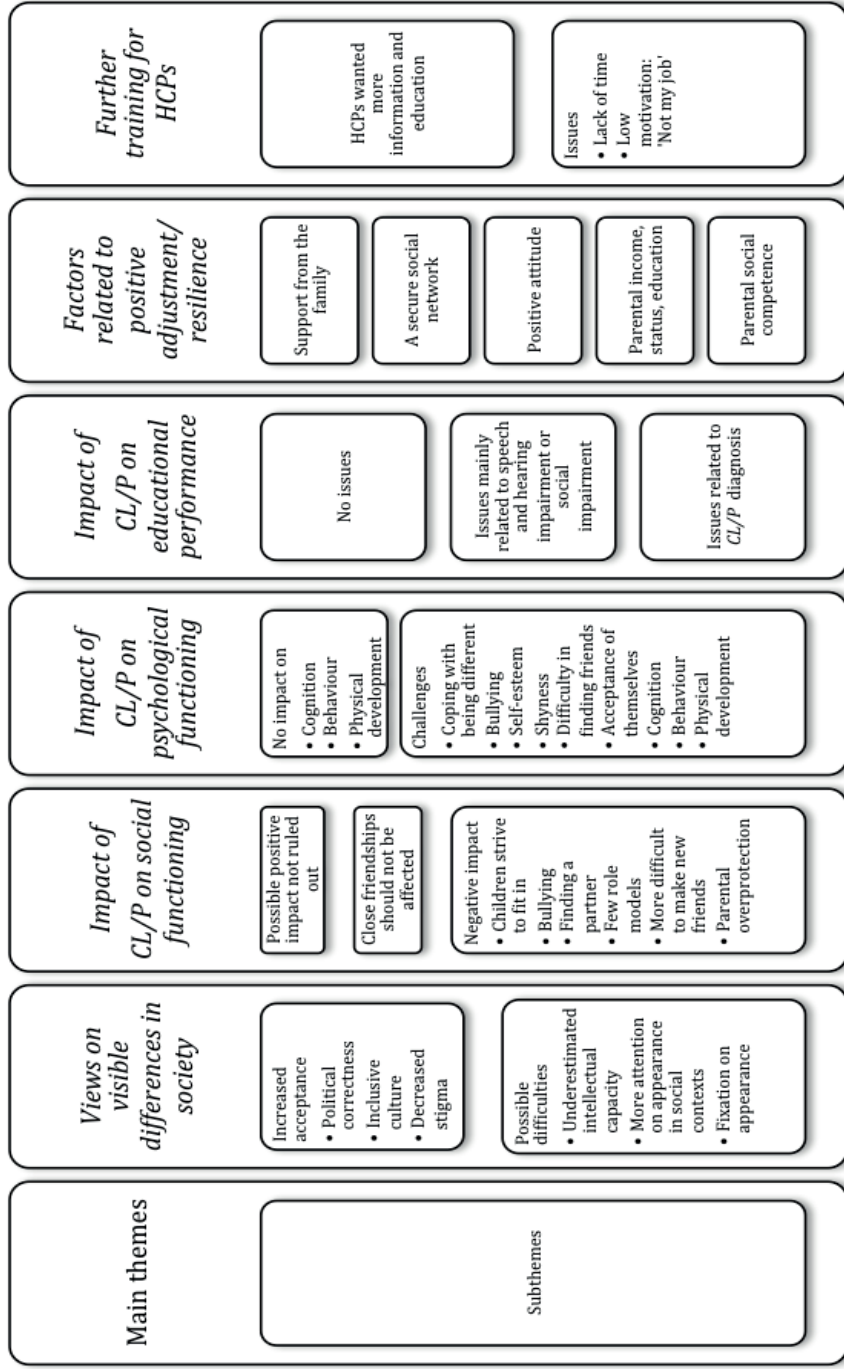 Main themes
Subthemes
Views on
visible
differences in
society
Increased
acceptance
• Political
correctness
• Inclusive
culture
• Decreased
stigma
Possible
difficulties
• Underestimated
intellectual
capacity
• More attention
on appearance
in social
contexts
• Fixation on
appearance
Impact of
CL/P on social
functioning
Possible positive
impact not ruled
out
Close friendships
should not be
affected
Negative impact
• Children strive
to fit in
• Bullying
• Finding a
partner
• Few role
models
• More difficult
to make new
friends
• Parental
overprotection
Impact of
CL/P on
psychological
functioning
No impact on
• Cognition
• Behaviour
• Physical
development
Challenges
• Coping with
being different
• Bullying
• Self-esteem
• Shyness
• Difficulty in
finding friends
• Acceptance of
themselves
• Cognition
• Behaviour
• Physical
development
Impact of
CL/P on
educational
performance
No issues
Issues mainly
related to speech
and hearing
impairment or
social
impairment
Issues related to
CL/P diagnosis
Factors
related to
positive
adjustment/
resilience
Support from the
family
A secure social
network
Positive attitude
Parental income,
status, education
Parental social
competence
Further
training for
HCPs
HCPs wanted
more
information and
education
Issues
• Lack of time
• Low
motivation:
'Not my job'